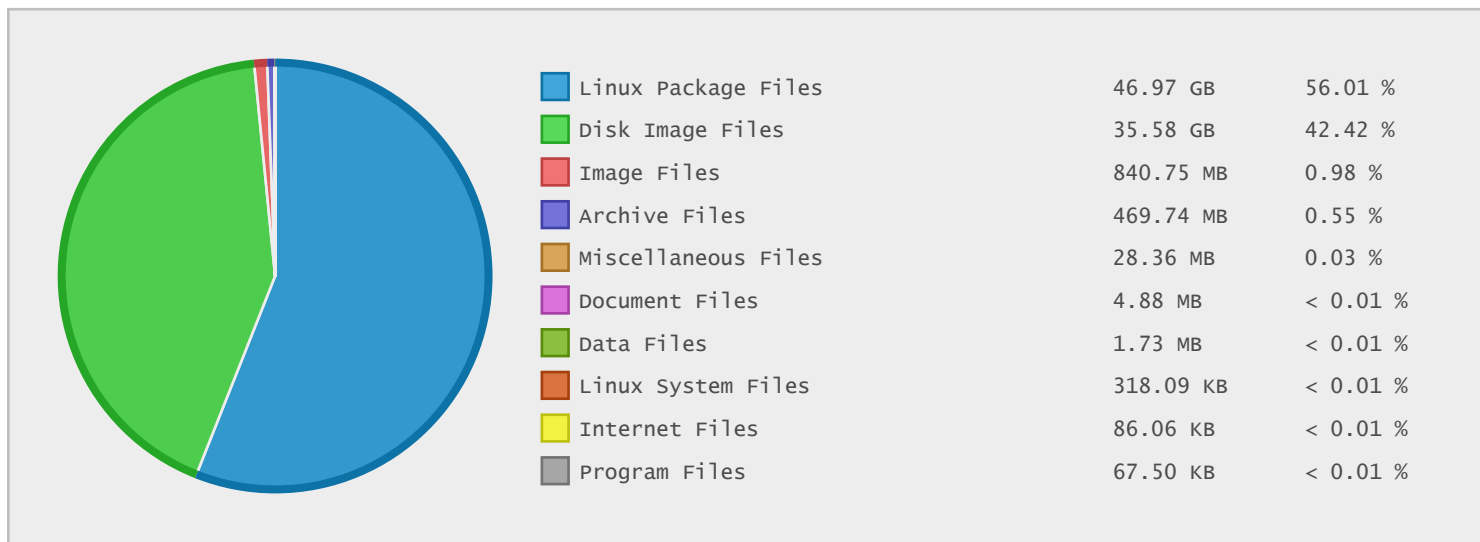 Linux Package Files 46.97 GB 56.01 %
Disk Image Files 35.58 GB 42.42 %
Image Files 840.75 MB 0.98 %
Archive Files 469.74 MB 0.55 %
Miscellaneous Files 28.36 MB 0.03 %
Document Files 4.88 MB < 0.01 %
Data Files 1.73 MB < 0.01 %
Linux System Files 318.09 KB < 0.01 %
Internet Files 86.06 KB < 0.01 %
Program Files 67.50 KB < 0.01 %